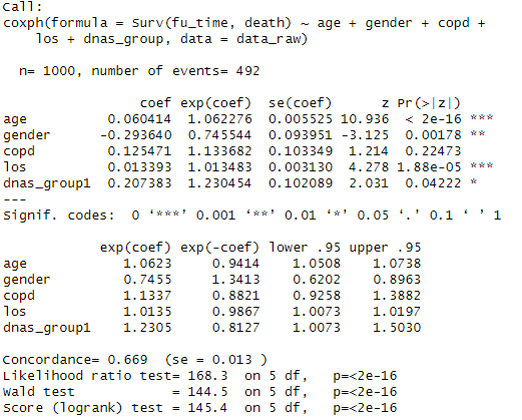 Call:
coxph(formula = Surv(fu_time, death) ~ age + gender + copd +
los + dnas_group, data = data_raw)
n= 1000, number of events= 492
coef exp(coef) se(coef) z Pr(>|z|)
age 0.060414 1.062276 0.005525 10.936 < 2e-16 ***
gender -0.293640 0.745544 0.093951 -3.125 0.00178 **
copd 0.125471 1.133682 0.103349 1.214 0.22473
los 0.013393 1.013483 0.003130 4.278 1.88e-05 ***
dnas_group1 0.207383 1.230454 0.102089 2.031 0.04222 *
---
Signif. codes: 0 ‘***’ 0.001 ‘**’ 0.01 ‘*’ 0.05 ‘.’ 0.1 ‘ ’ 1
exp(coef) exp(-coef) lower .95 upper .95
age 1.0623 0.9414 1.0508 1.0738
gender 0.7455 1.3413 0.6202 0.8963
copd 1.1337 0.8821 0.9258 1.3882
los 1.0135 0.9867 1.0073 1.0197
dnas_group1 1.2305 0.8127 1.0073 1.5030
Concordance= 0.669 (se = 0.013 )
Likelihood ratio test= 168.3 on 5 df, p=<2e-16
Wald test = 144.5 on 5 df, p=<2e-16
Score (logrank) test = 145.4 on 5 df, p=<2e-16